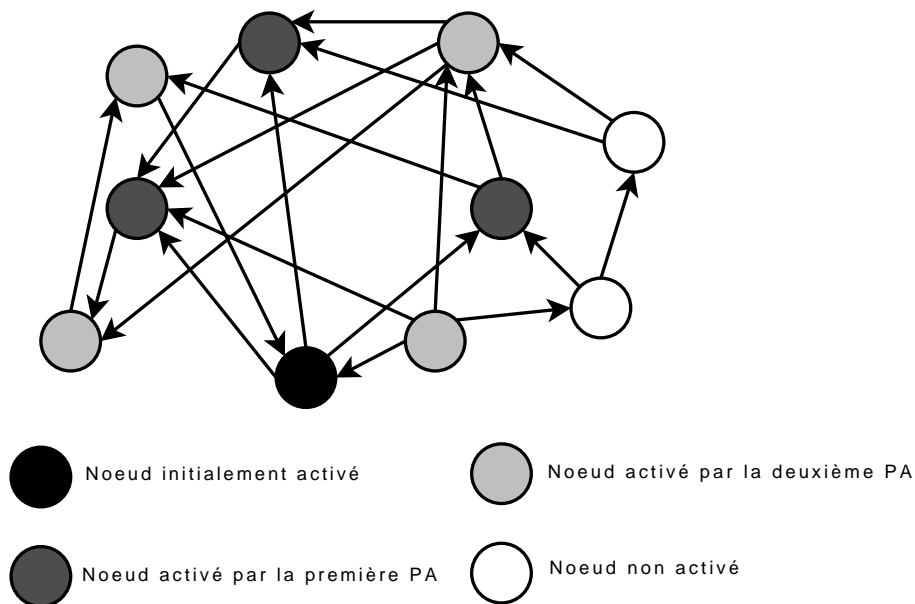 Noeud initialement activé
Noeud activé par la deuxième PA
Noeud activé par la première PA
Noeud non activé